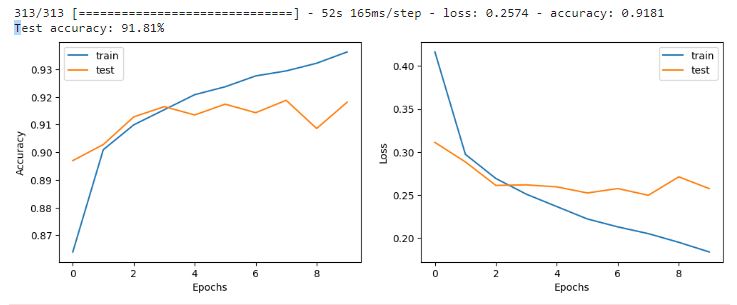 313/313 [==============================] - 52s 165ms/step - loss: 0.2574 - accuracy: 0.9181
Test accuracy: 91.81%
train
test
0.93
0.92
0.91
0.90
0.89
0.88
0.87
Accuracy
0 2 4 6 8
Epochs
train
test
0.40
0.35
0.30
0.25
0.20
Loss
0 2 4 6 8
Epochs